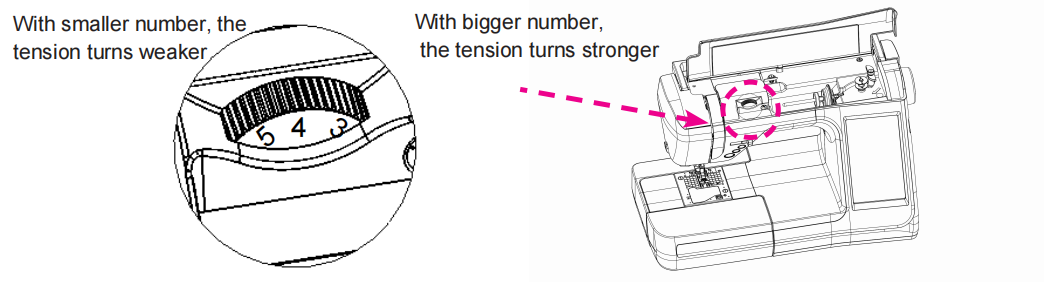 With smaller number, the
tension turns weaker
With bigger number,
the tension turns stronger
5 4 3